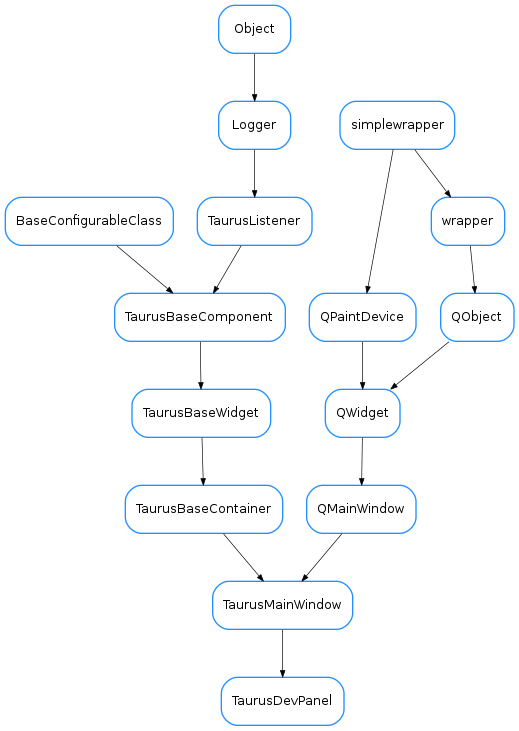 Object
Logger
simplewrapper
BaseConfigurableClass
TaurusListener
wrapper
TaurusBaseComponent
QPaintDevice
QObject
TaurusBaseWidget
QWidget
TaurusBaseContainer
QMainWindow
TaurusMainWindow
TaurusDevPanel